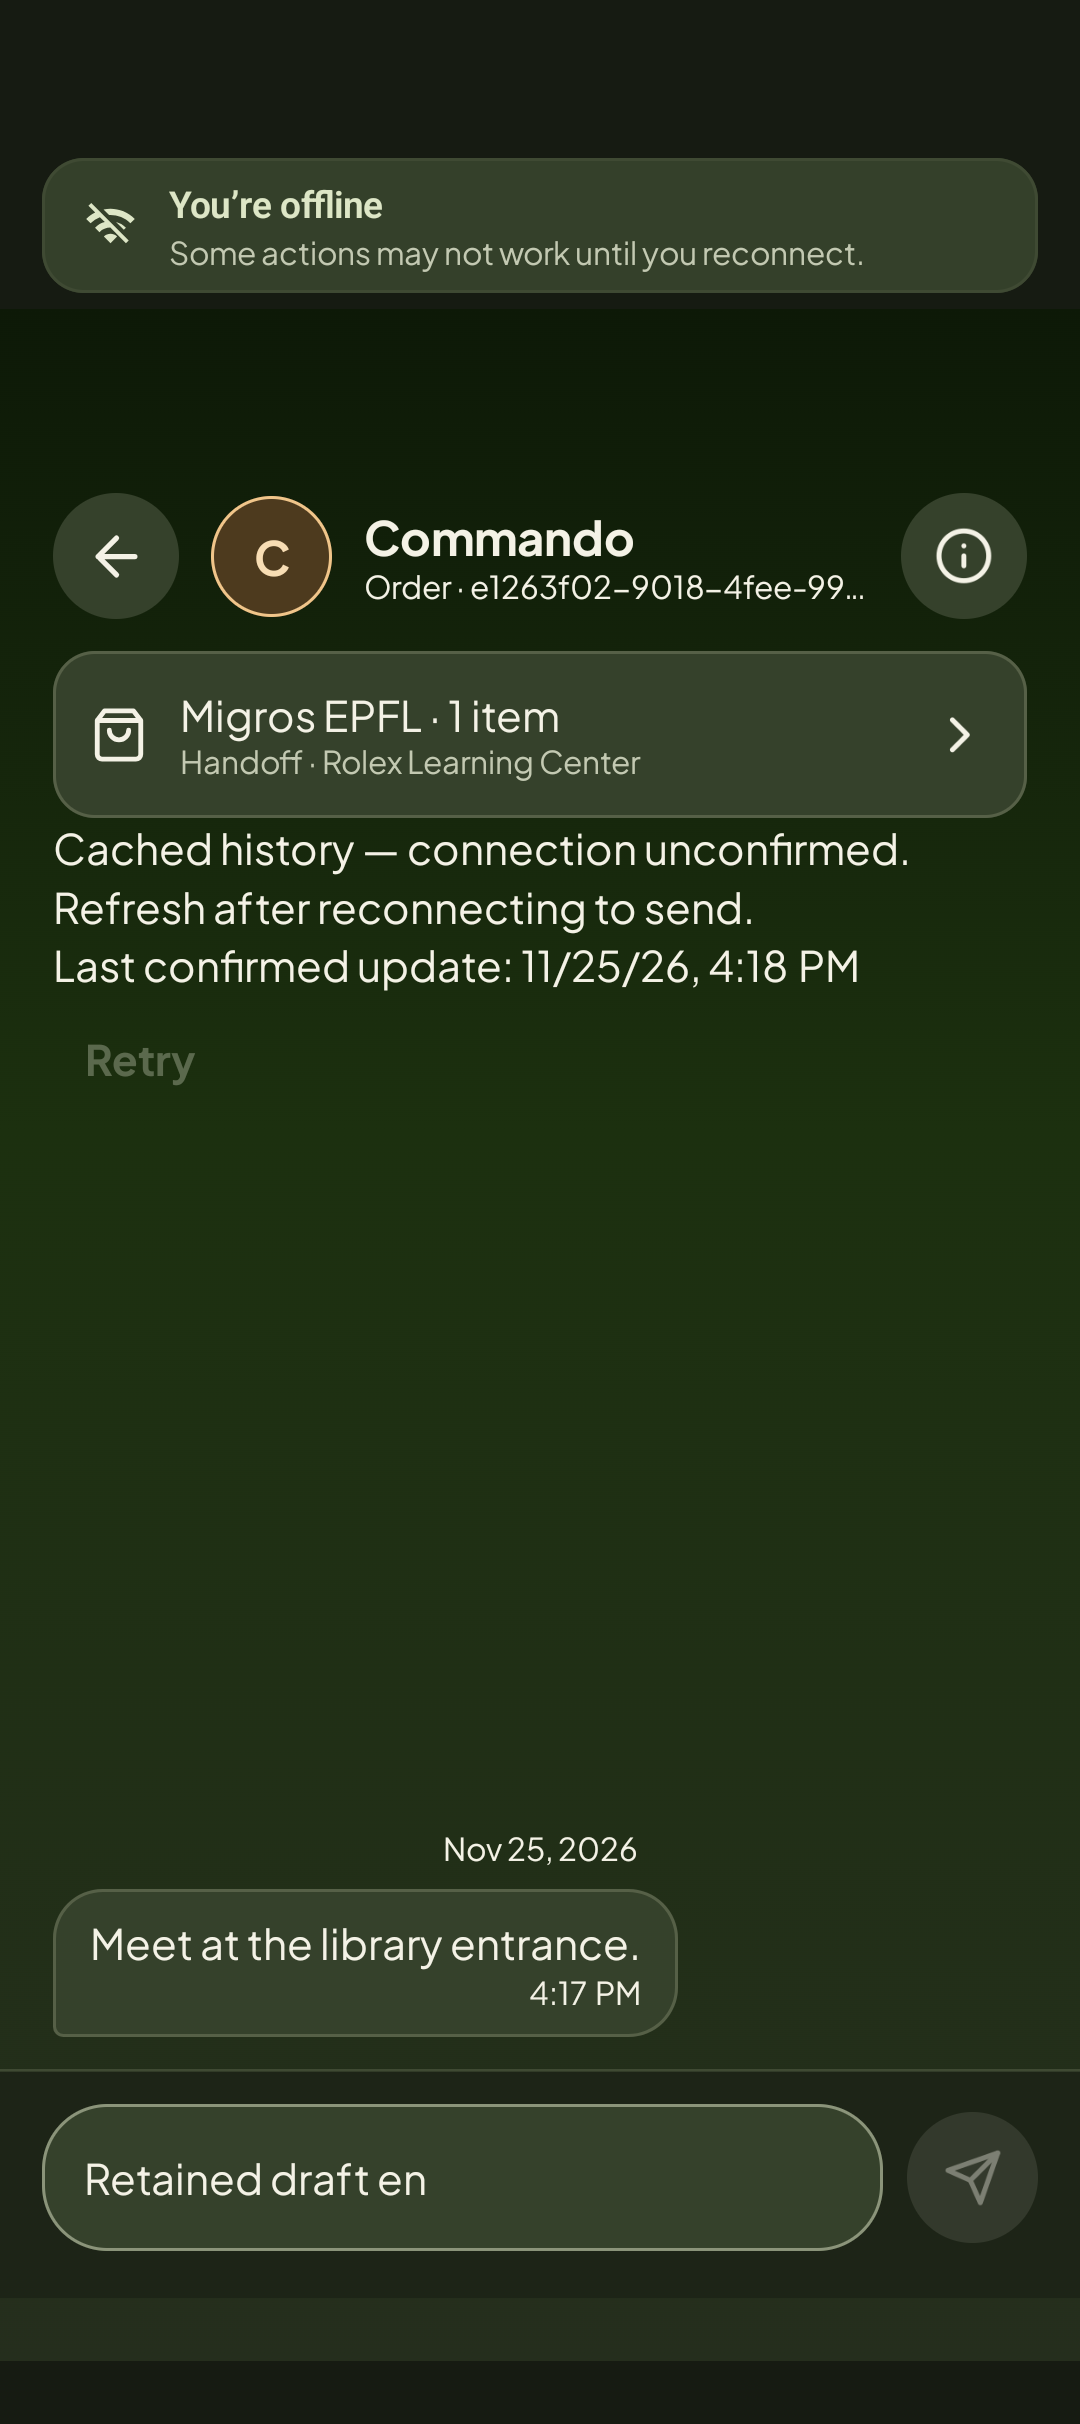 You’re offline
Some actions may not work until you reconnect.
C
Commando
Order · e1263f02–9018–4fee-99...
Migros EPFL · 1 item
Handoff · Rolex Learning Center
Cached history — connection unconfirmed.
Refresh after reconnecting to send.
Last confirmed update: 11/25/26, 4:18 PM
Retry
Nov 25, 2026
Meet at the library entrance.
4:17 PM
Retained draft en